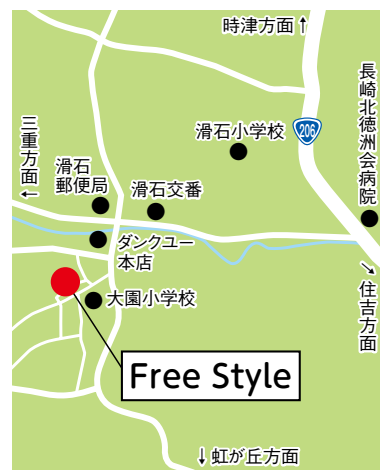 時津方面↑
206
長崎北徳洲会病院
滑石小学校
三重方面
←
滑石
郵便局
滑石交番
ダンクユー
本店
↘
住吉方面
大園小学校
Free Style
↓虹が丘方面